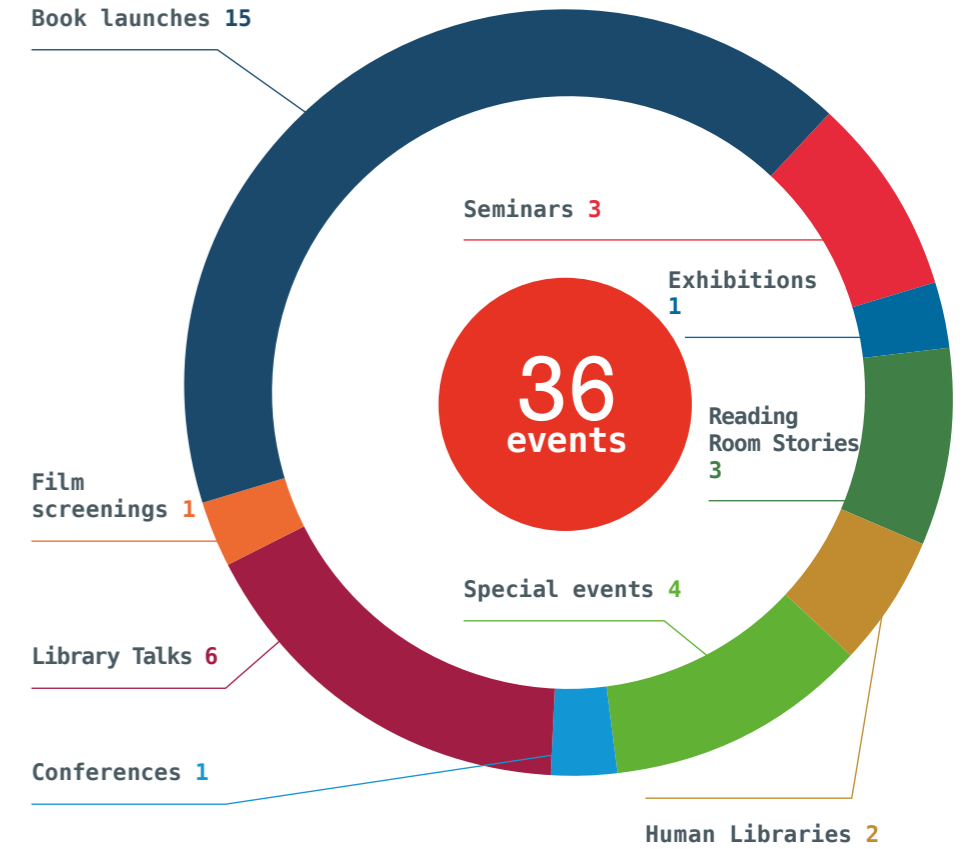 Book launches 15
Seminars 3
Exhibitions
1
36
events
Reading
Room Stories
3
Film
screenings 1
Special events 4
Library Talks 6
Conferences 1
Human Libraries 2